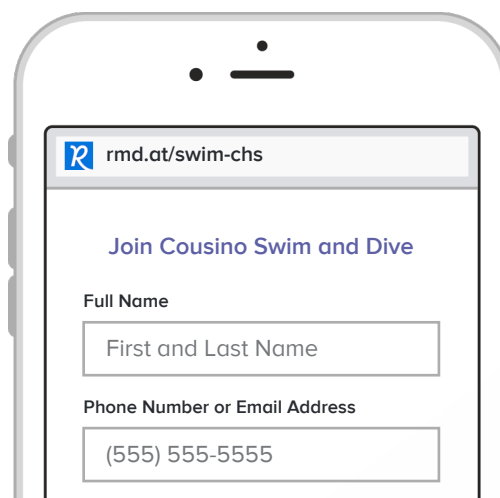 rmd.at/swim-chs
Join Cousino Swim and Dive
Full Name
First and Last Name
Phone Number or Email Address
(555) 555-5555